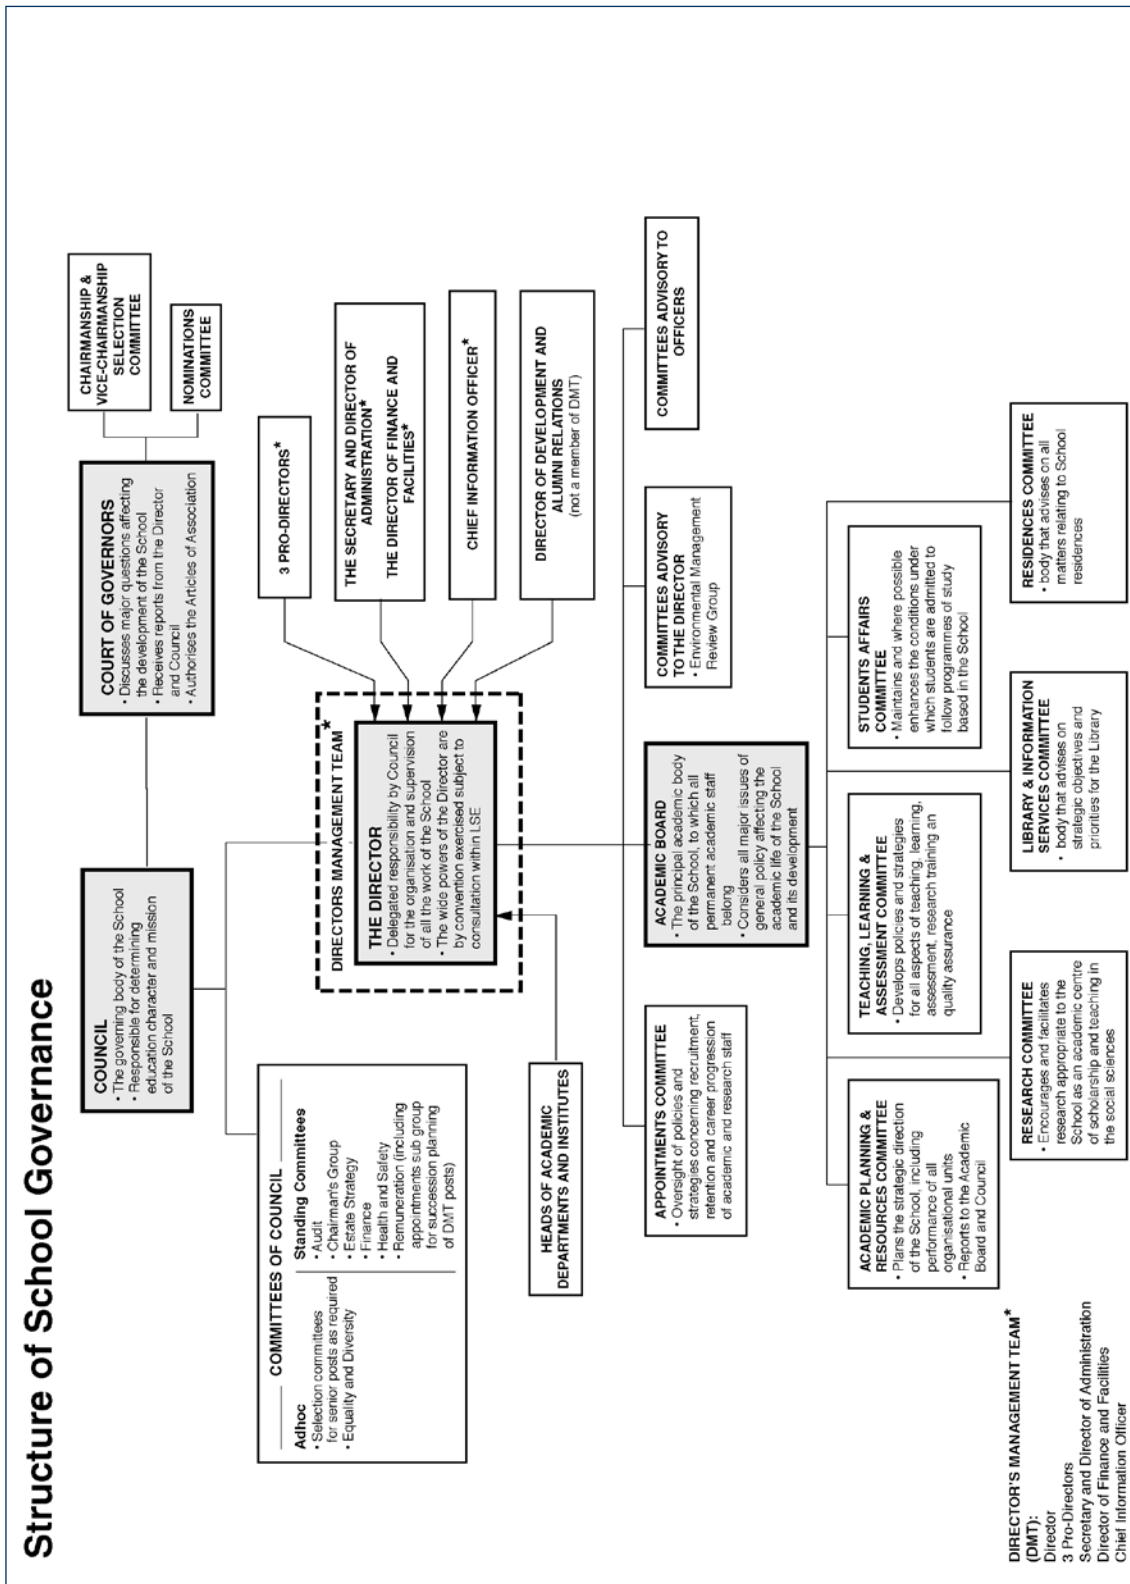 Structure of School Governance
CHAIRMANSHIP &
VICE-CHAIRMANSHIP
SELECTION
COMMITTEE
NOMINATIONS
COMMITTEE
COURT OF GOVERNORS
• Discusses major questions affecting
the development of the School
• Receives reports from the Director
and Council
• Authorises the Articles of Association
COUNCIL
• The governing body of the School
• Responsible for determining
education character and mission
of the School
COMMITTEES OF COUNCIL
Adhoc
• Selection committees
for senior posts as required
• Equality and Diversity
Standing Committees
• Audit
• Chairman's Group
• Estate Strategy
• Finance
• Health and Safety
• Remuneration (including
appointments sub group
for succession planning
of DMT posts)
DIRECTORS MANAGEMENT TEAM*
THE DIRECTOR
• Delegated responsibility by Council
for the organisation and supervision
of all the work of the School
• The wide powers of the Director are
by convention exercised subject to
consultation within LSE
3 PRO-DIRECTORS*
THE SECRETARY AND DIRECTOR OF
ADMINISTRATION*
THE DIRECTOR OF FINANCE AND
FACILITIES*
CHIEF INFORMATION OFFICER*
DIRECTOR OF DEVELOPMENT AND
ALUMNI RELATIONS
(not a member of DMT)
HEADS OF ACADEMIC
DEPARTMENTS AND INSTITUTES
APPOINTMENTS COMMITTEE
• Oversight of policies and
strategies concerning recruitment,
retention and career progression
of academic and research staff
ACADEMIC BOARD
• The principal academic body
of the School, to which all
permanent academic staff
belong
• Considers all major issues of
general policy affecting the
academic life of the School
and its development
COMMITTEES ADVISORY
TO THE DIRECTOR
• Environmental Management
Review Group
COMMITTEES ADVISORY TO
OFFICERS
ACADEMIC PLANNING &
RESOURCES COMMITTEE
• Plans the strategic direction
of the School, including
performance of all
organisational units
• Reports to the Academic
Board and Council
TEACHING, LEARNING &
ASSESSMENT COMMITTEE
• Develops policies and strategies
for all aspects of teaching, learning,
assessment, research training an
quality assurance
STUDENTS AFFAIRS
COMMITTEE
• Maintains and where possible
enhances the conditions under
which students are admitted to
follow programmes of study
based in the School
RESEARCH COMMITTEE
• Encourages and facilitates
research appropriate to the
School as an academic centre
of scholarship and teaching in
the social sciences
LIBRARY & INFORMATION
SERVICES COMMITTEE
• body that advises on
strategic objectives and
priorities for the Library
RESIDENCES COMMITTEE
• body that advises on all
matters relating to School
residences
DIRECTOR'S MANAGEMENT TEAM*
(DMT):
Director
3 Pro-Directors
Secretary and Director of Administration
Director of Finance and Facilities
Chief Information Officer